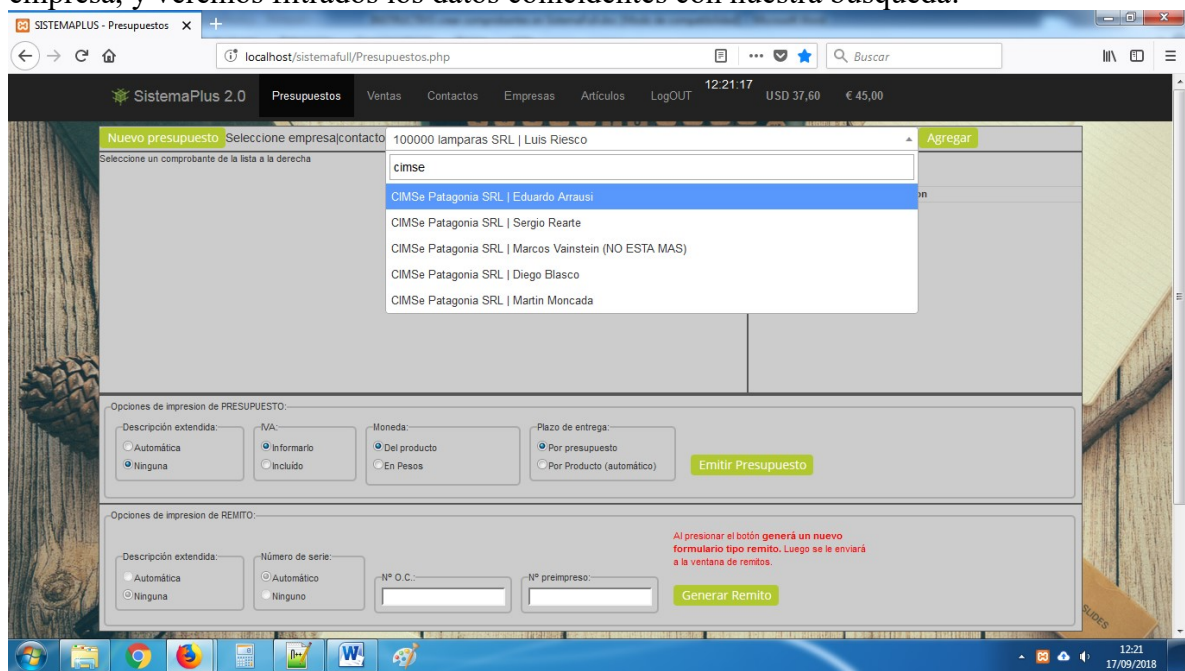 empresa, y veremos filtrados los datos coincidentes con nuestra búsqueda:
SISTEMAPLUS - Presupuestos
localhost/sistemafull/Presupuestos.php
Buscar
SistemaPlus 2.0 Presupuestos Ventas Contactos Empresas Artículos LogOUT 12:21:17 USD 37,60 € 45,00
Nuevo presupuesto Seleccione empresa|contacto 100000 lamparas SRL | Luis Riesco Agregar
Seleccione un comprobante de la lista a la derecha
cimse
CIMSe Patagonia SRL | Eduardo Arrausi
CIMSe Patagonia SRL | Sergio Rearte
CIMSe Patagonia SRL | Marcos Vainstein (NO ESTA MAS)
CIMSe Patagonia SRL | Diego Blasco
CIMSe Patagonia SRL | Martin Moncada
Opciones de impresion de PRESUPUESTO:
Descripción extendida: IVA: Moneda: Plazo de entrega:
Automática Informarlo Del producto Por presupuesto
Ninguna Incluído En Pesos Por Producto (automático) Emitir Presupuesto
Opciones de impresion de REMITO:
Al presionar el botón generá un nuevo
formulario tipo remito. Luego se le enviará
a la ventana de remitos.
Descripción extendida: Número de serie:
Automática Automático Nº O.C.: Nº preimpreso:
Ninguna Ninguno Generar Remito
SLIDES
12:21
17/09/2018